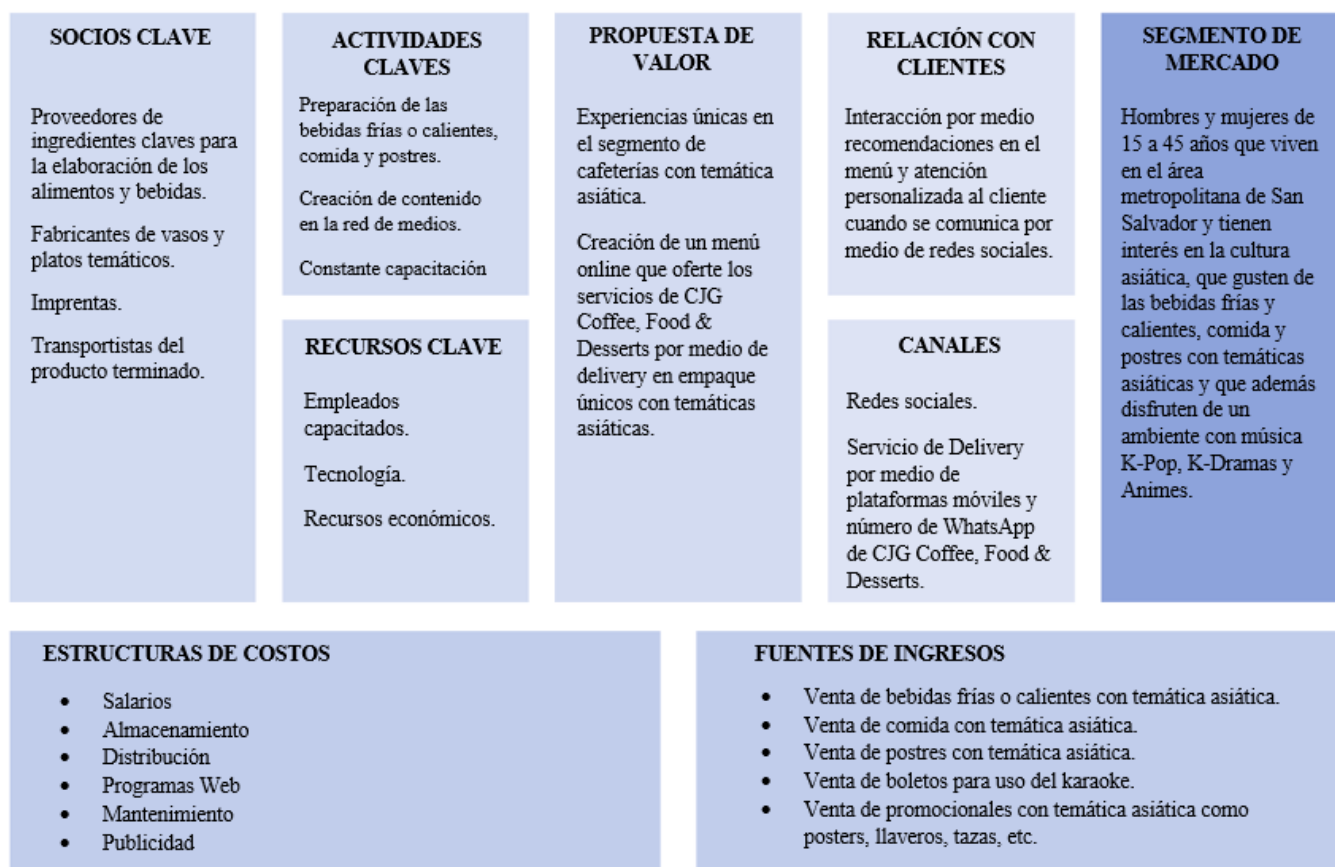 SOCIOS CLAVE
Proveedores de
ingredientes claves para
la elaboración de los
alimentos y bebidas.
Fabricantes de vasos y
platos temáticos.
Imprentas.
Transportistas del
producto terminado.
ACTIVIDADES
CLAVES
Preparación de las
bebidas frías o calientes,
comida y postres.
Creación de contenido
en la red de medios.
Constante capacitación
RECURSOS CLAVE
Empleados
capacitados.
Tecnología.
Recursos económicos.
PROPUESTA DE
VALOR
Experiencias únicas en
el segmento de
cafeterías con temática
asiática.
Creación de un menú
online que oferte los
servicios de CJG
Coffee, Food &
Desserts por medio de
delivery en empaque
únicos con temáticas
asiáticas.
RELACIÓN CON
CLIENTES
Interacción por medio
recomendaciones en el
menú y atención
personalizada al cliente
cuando se comunica por
medio de redes sociales.
CANALES
Redes sociales.
Servicio de Delivery
por medio de
plataformas móviles y
número de WhatsApp
de CJG Coffee, Food &
Desserts.
SEGMENTO DE
MERCADO
Hombres y mujeres de
15 a 45 años que viven
en el área
metropolitana de San
Salvador y tienen
interés en la cultura
asiática, que gusten de
las bebidas frías y
calientes, comida y
postres con temáticas
asiáticas y que además
disfruten de un
ambiente con música
K-Pop, K-Dramas y
Animes.
ESTRUCTURAS DE COSTOS
• Salarios
• Almacenamiento
• Distribución
• Programas Web
• Mantenimiento
• Publicidad
FUENTES DE INGRESOS
• Venta de bebidas frías o calientes con temática asiática.
• Venta de comida con temática asiática.
• Venta de postres con temática asiática.
• Venta de boletos para uso del karaoke.
• Venta de promocionales con temática asiática como
posters, llaveros, tazas, etc.